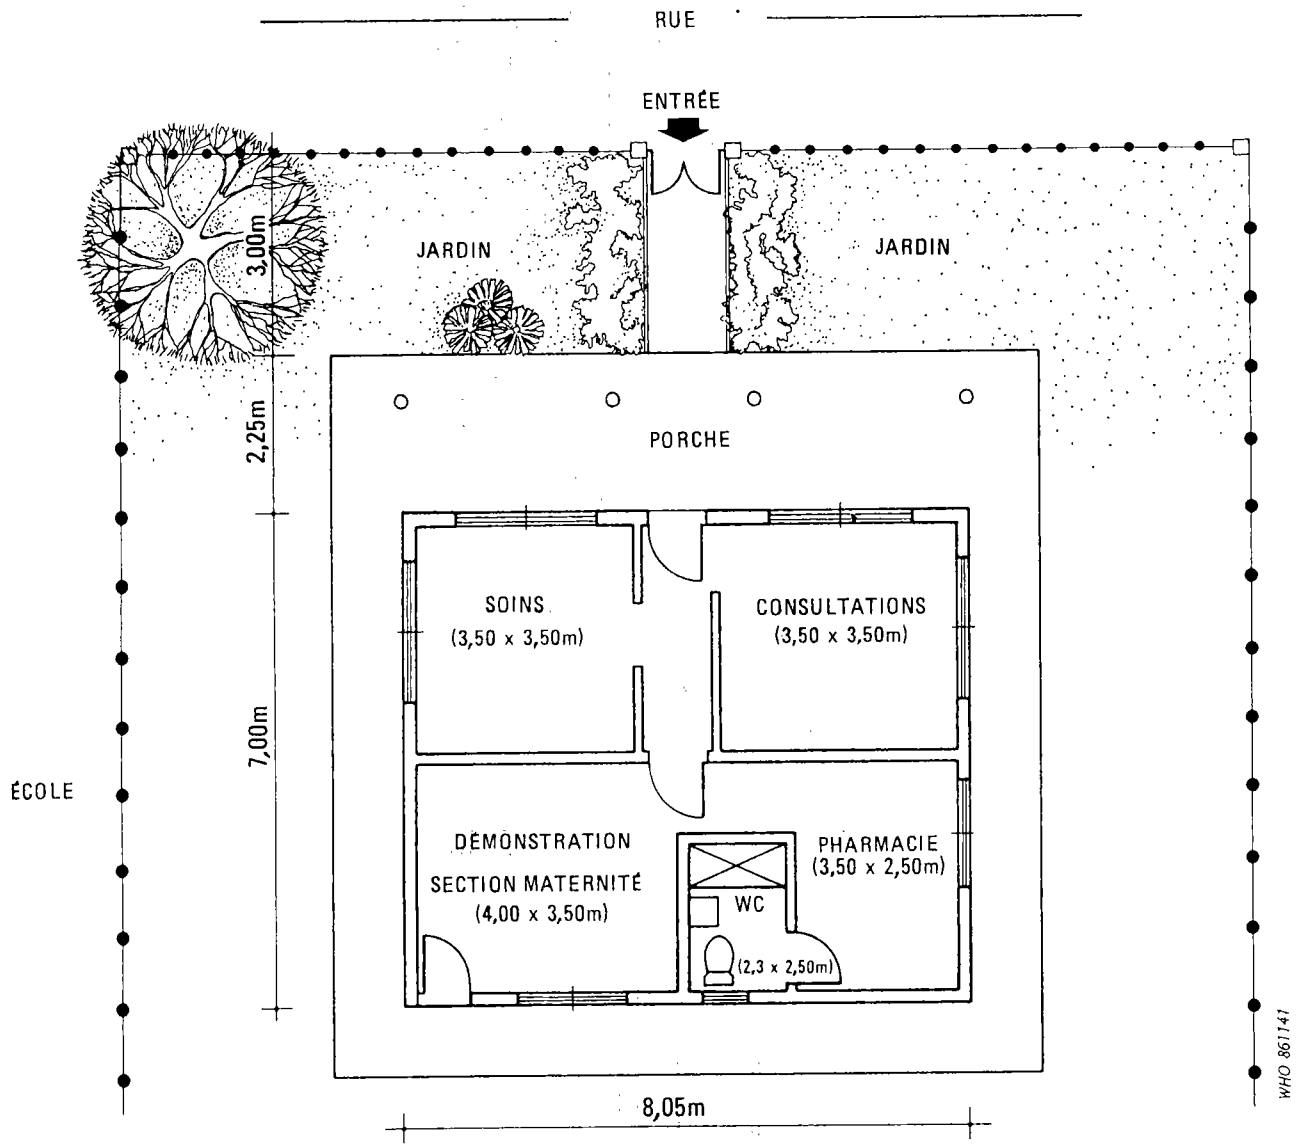 RUE
ENTRÉE
3,00m
JARDIN
JARDIN
2,25m
PORCHE
SOINS
(3,50 x 3,50m)
CONSULTATIONS
(3,50 x 3,50m)
7,00m
ÉCOLE
DÉMONSTRATION
SECTION MATERNITÉ
(4,00 x 3,50m)
PHARMACIE
(3,50 x 2,50m)
WC
(2,3 x 2,50m)
8,05m
WHO 861141